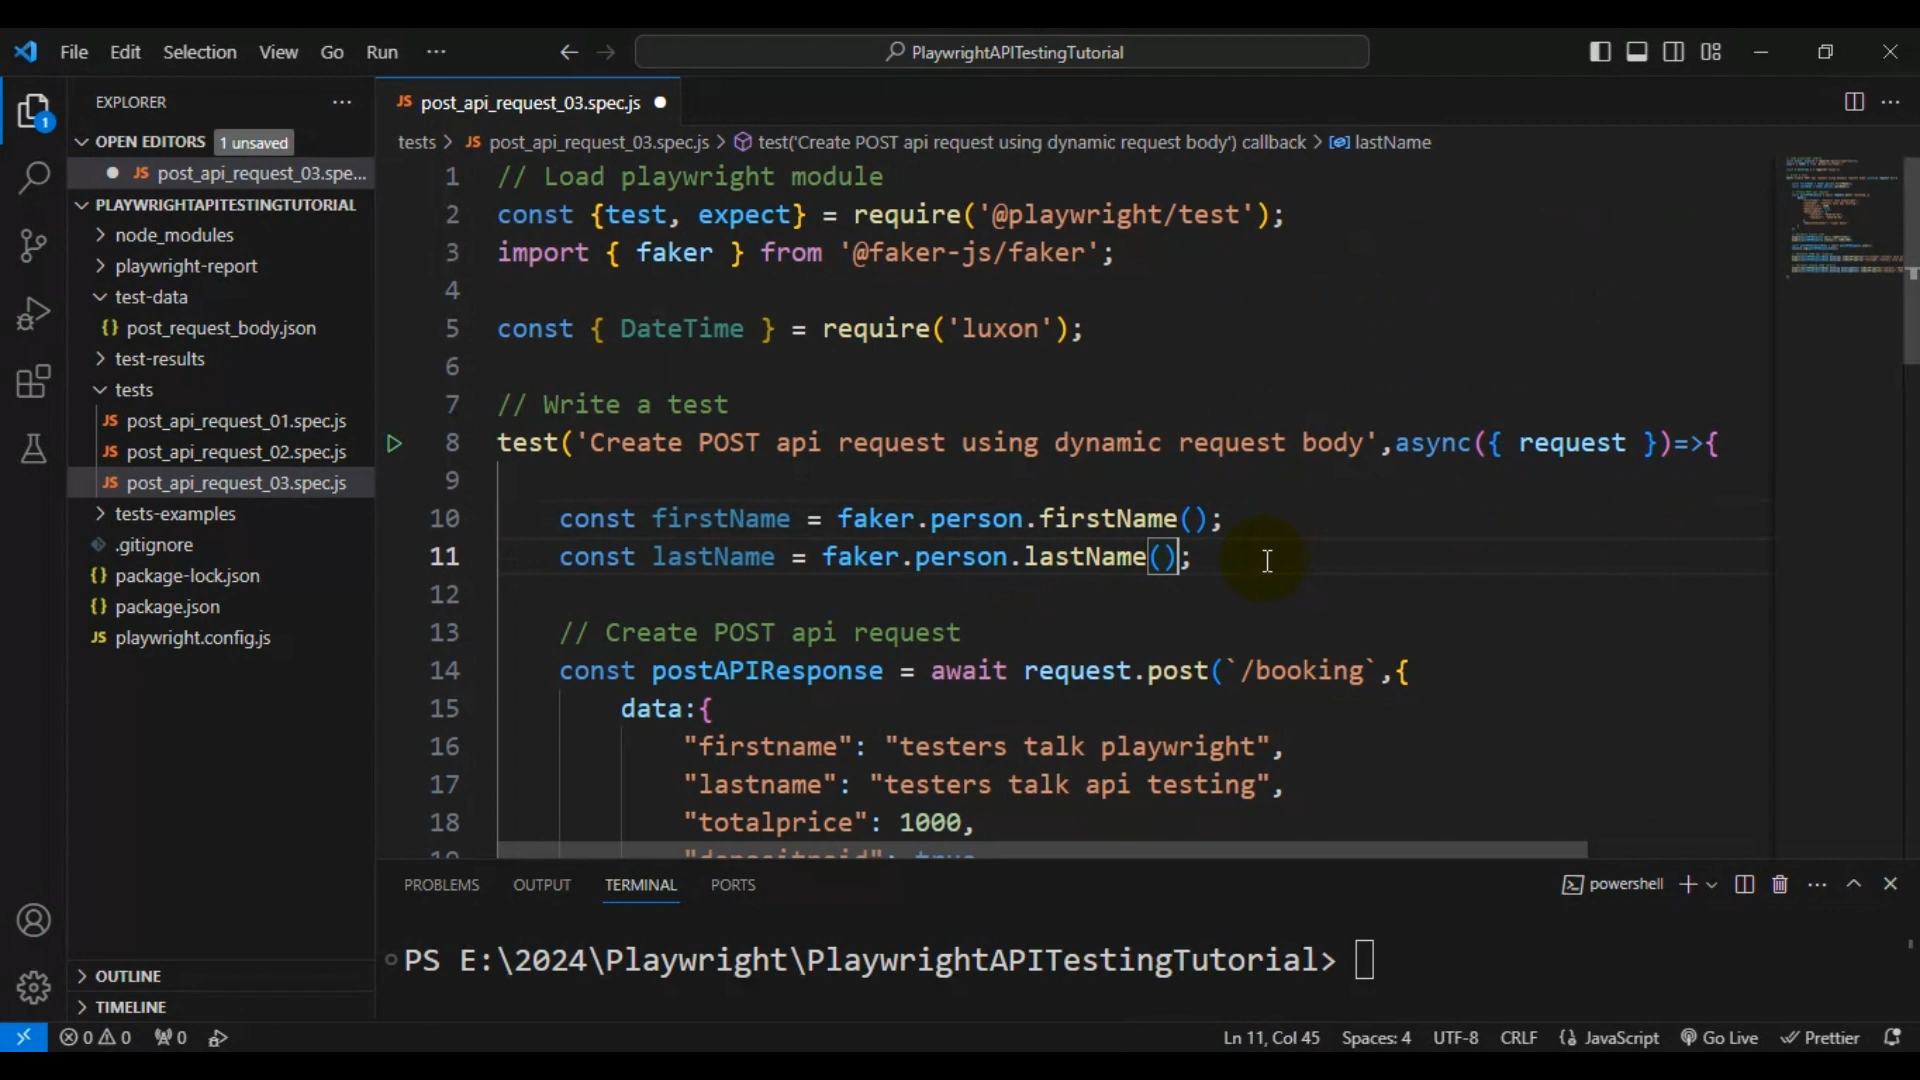 File Edit Selection View Go Run ···
PlaywrightAPITestingTutorial
EXPLORER
OPEN EDITORS 1 unsaved
JS post_api_request_03.spe...
PLAYWRIGHTAPITESTINGTUTORIAL
node_modules
playwright-report
test-data
{} post_request_body.json
test-results
tests
JS post_api_request_01.spec.js
JS post_api_request_02.spec.js
JS post_api_request_03.spec.js
tests-examples
.gitignore
{} package-lock.json
{} package.json
JS playwright.config.js
OUTLINE
TIMELINE
1
JS post_api_request_03.spec.js
tests > JS post_api_request_03.spec.js > test('Create POST api request using dynamic request body') callback > lastName
1 // Load playwright module
2 const {test, expect} = require('@playwright/test');
3 import { faker } from '@faker-js/faker';
4
5 const { DateTime } = require('luxon');
6
7 // Write a test
8 test('Create POST api request using dynamic request body',async({ request })=>{
9
10 const firstName = faker.person.firstName();
11 const lastName = faker.person.lastName();
12
13 // Create POST api request
14 const postAPIResponse = await request.post(`/booking`,{
15 data:{
16 "firstname": "testers talk playwright",
17 "lastname": "testers talk api testing",
18 "totalprice": 1000,
PROBLEMS OUTPUT TERMINAL PORTS
powershell
PS E:\2024\Playwright\PlaywrightAPITestingTutorial>
0 0 0
Ln 11, Col 45 Spaces: 4 UTF-8 CRLF {} JavaScript Go Live Prettier